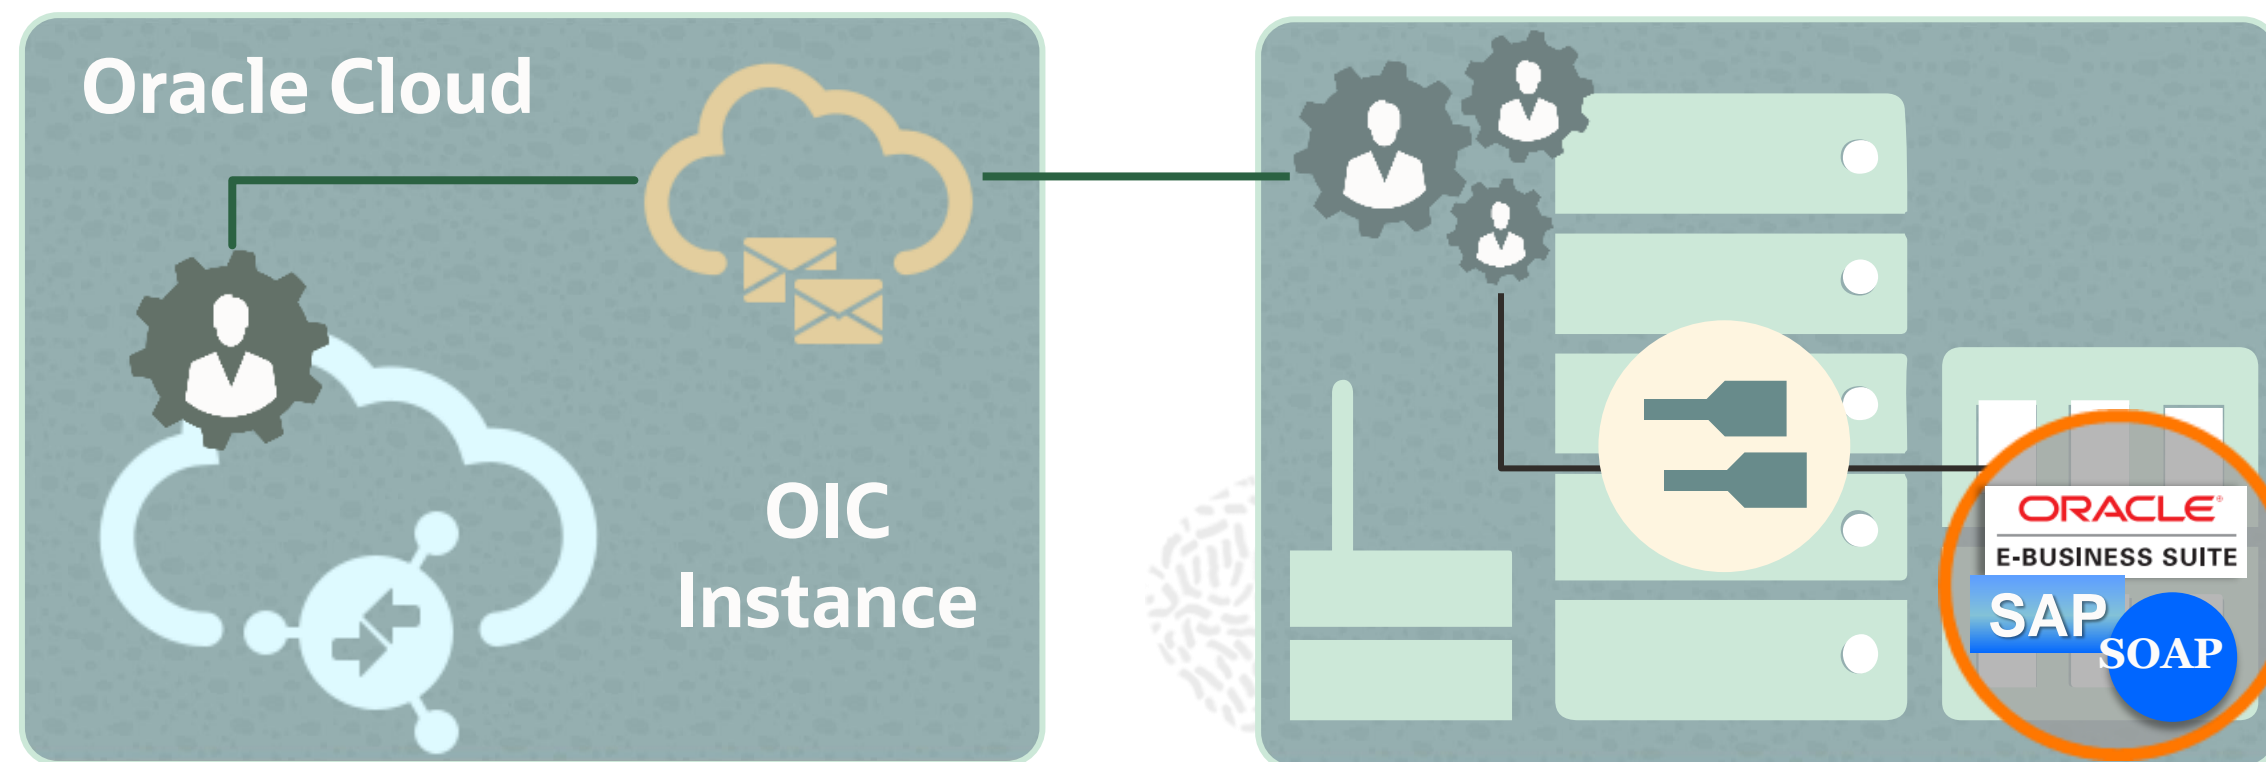 Oracle Cloud
OIC
Instance
ORACLE®
E-BUSINESS SUITE
SAP
SOAP